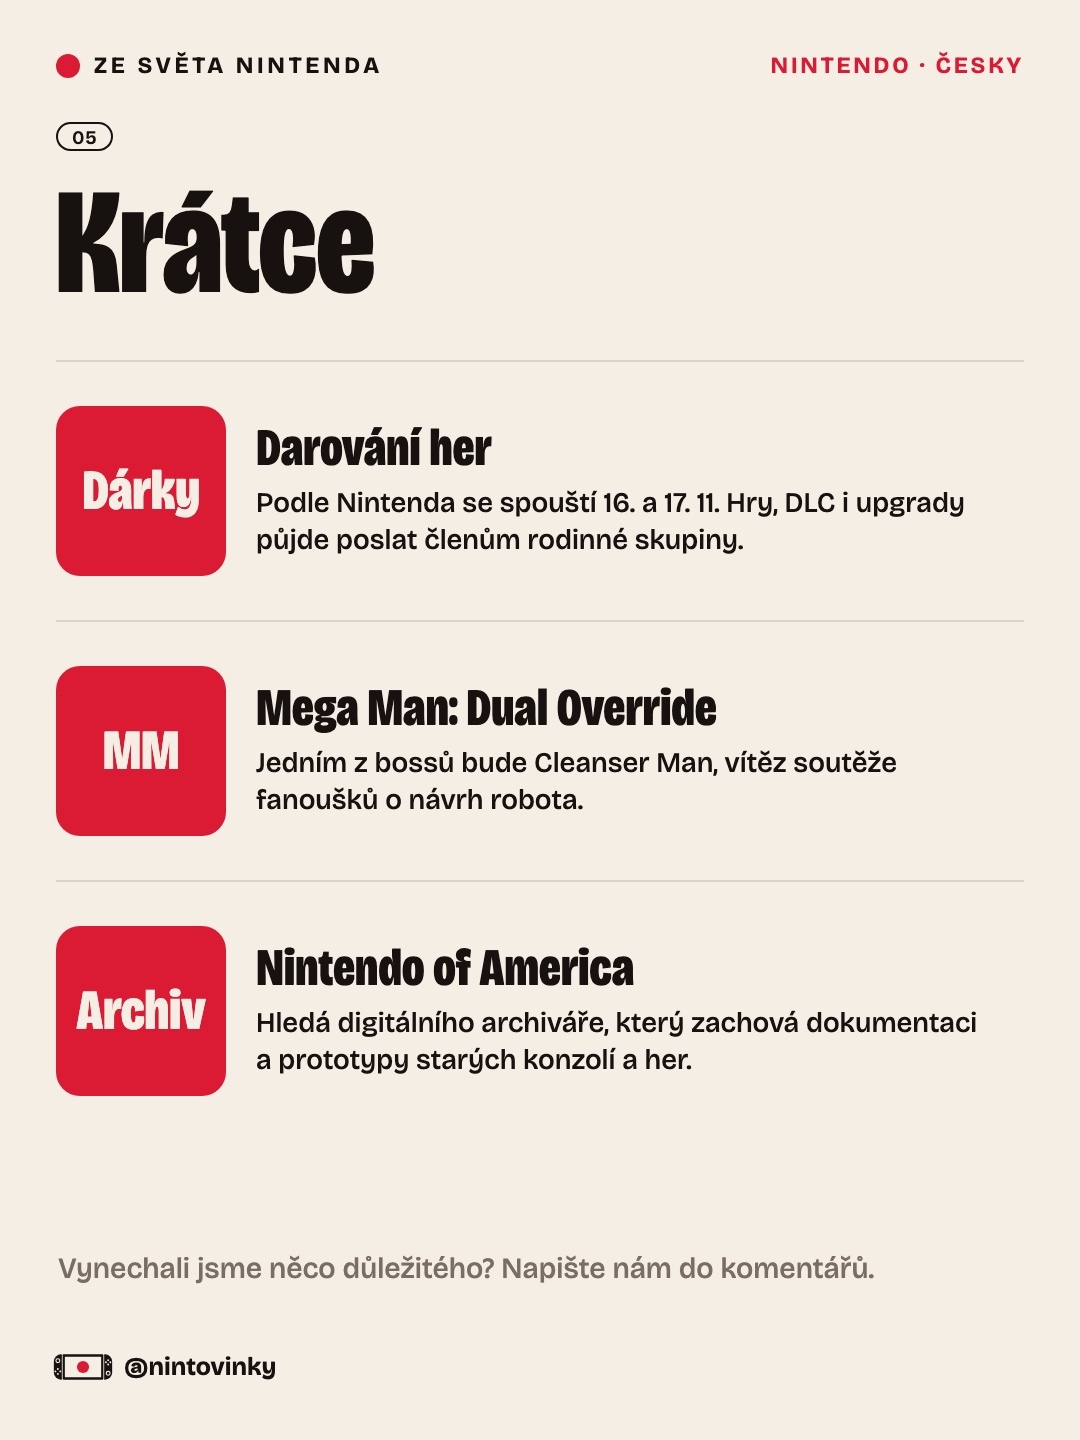 ZE SVĚTA NINTENDA
NINTENDO · ČESKY
05
Krátce
Dárky
Darování her
Podle Nintenda se spouští 16. a 17. 11. Hry, DLC i upgrady
půjde poslat členům rodinné skupiny.
MM
Mega Man: Dual Override
Jedním z bossů bude Cleanser Man, vítěz soutěže
fanoušků o návrh robota.
Archiv
Nintendo of America
Hledá digitálního archiváře, který zachová dokumentaci
a prototypy starých konzolí a her.
Vynechali jsme něco důležitého? Napište nám do komentářů.
@nintovinky